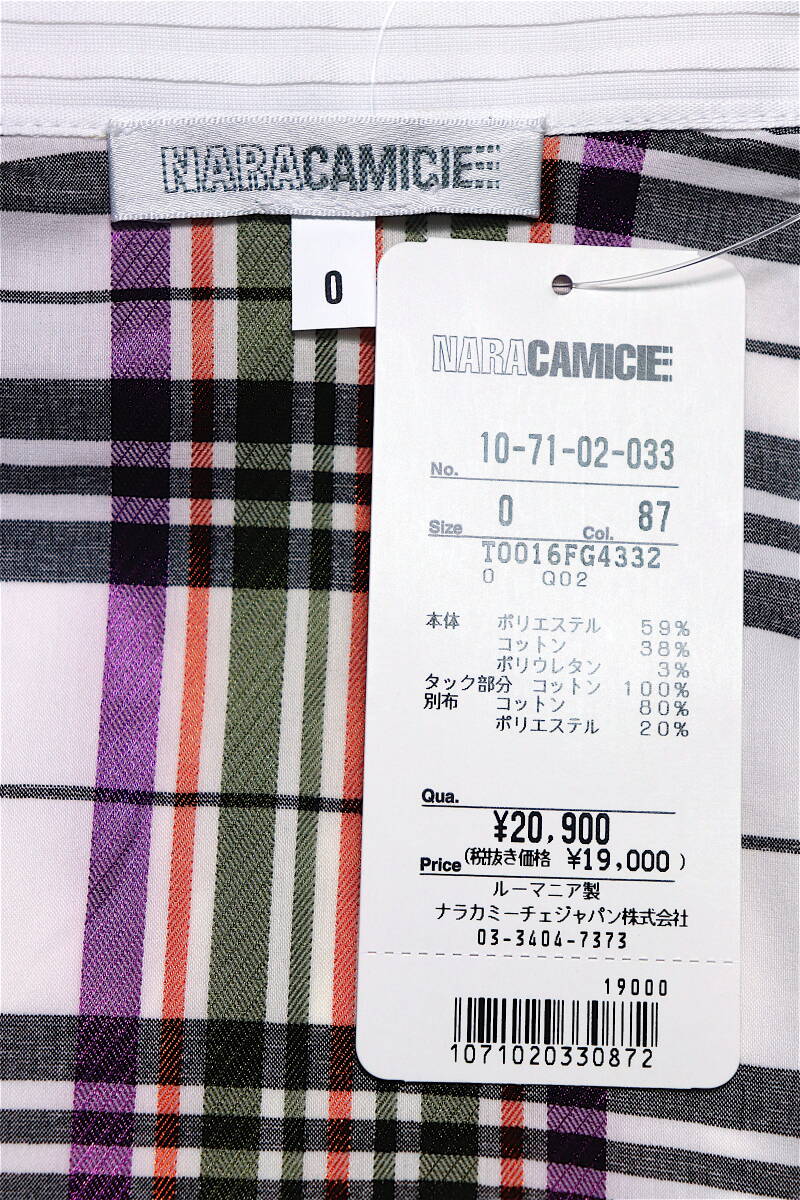 NARACAMICIE
0
NARACAMICIE
No. 10-71-02-033
Size 0 Col. 87
T0016FG4332
0 Q02
本体 ポリエステル 59%
コットン 38%
ポリウレタン 3%
タック部分 コットン 100%
別布 コットン 80%
ポリエステル 20%
Qua.
¥20,900
Price (税抜き価格 ¥19,000 )
ルーマニア製
ナラカミーチェジャパン株式会社
03-3404-7373
19000
1071020330872